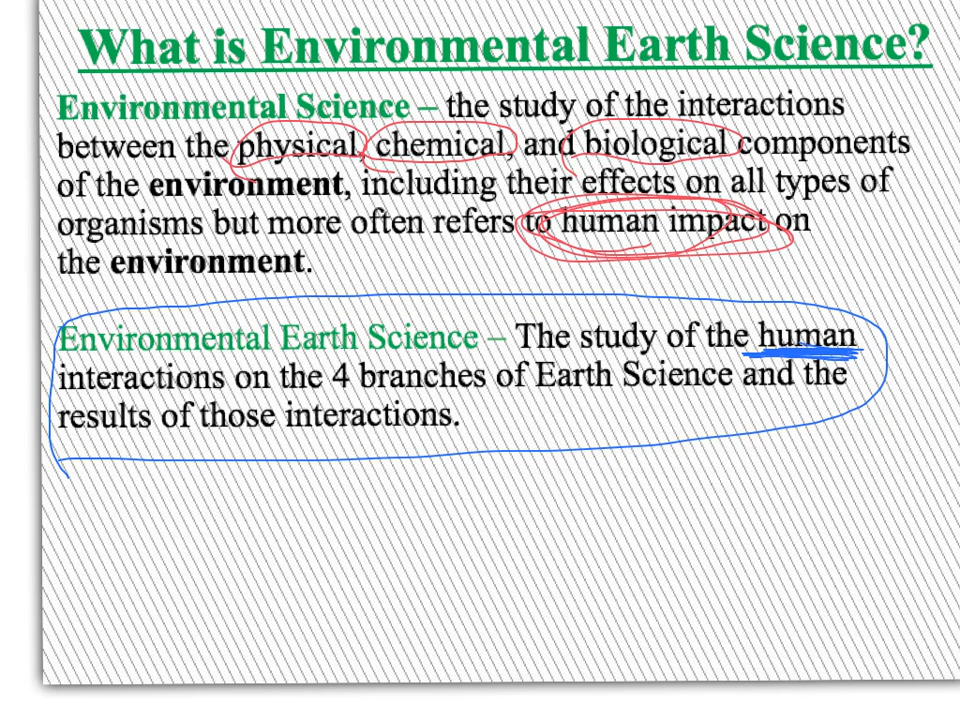 What is Environmental Earth Science?
Environmental Science – the study of the interactions
between the physical, chemical, and biological components
of the environment, including their effects on all types of
organisms but more often refers to human impact on
the environment.
Environmental Earth Science – The study of the human
interactions on the 4 branches of Earth Science and the
results of those interactions.